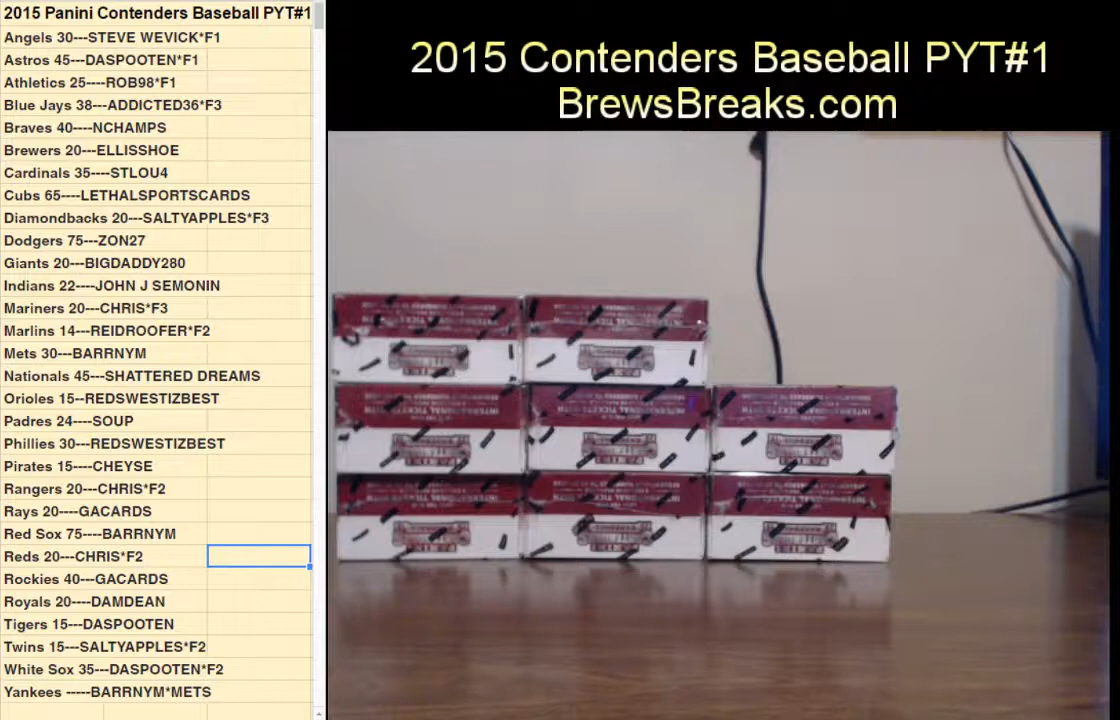 2015 Panini Contenders Baseball PYT#1
Angels 30---STEVE WEVICK*F1
Astros 45----DASPOOTEN*F1
Athletics 25----ROB98*F1
Blue Jays 38---ADDICTED36*F3
Braves 40----NCHAMPS
Brewers 20---ELLISSHOE
Cardinals 35----STLOU4
Cubs 65----LETHALSPORTSCARDS
Diamondbacks 20---SALTYAPPLES*F3
Dodgers 75---ZON27
Giants 20---BIGDADDY280
Indians 22----JOHN J SEMONIN
Mariners 20---CHRIS*F3
Marlins 14---REIDROOFER*F2
Mets 30---BARRNYM
Nationals 45---SHATTERED DREAMS
Orioles 15--REDSWESTIZBEST
Padres 24----SOUP
Phillies 30---REDSWESTIZBEST
Pirates 15----CHEYSE
Rangers 20---CHRIS*F2
Rays 20----GACARDS
Red Sox 75----BARRNYM
Reds 20---CHRIS*F2
Rockies 40---GACARDS
Royals 20----DAMDEAN
Tigers 15---DASPOOTEN
Twins 15---SALTYAPPLES*F2
White Sox 35---DASPOOTEN*F2
Yankees -----BARRNYM*METS
2015 Contenders Baseball PYT#1
BrewsBreaks.com